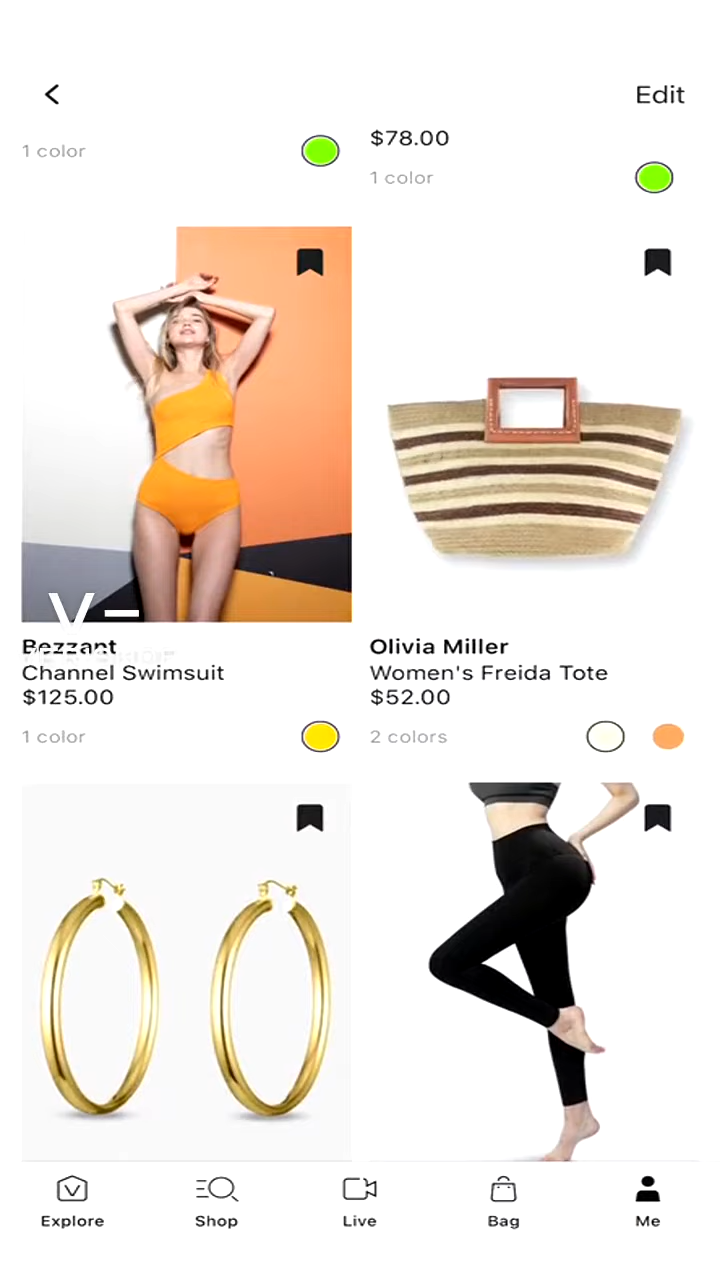 Edit
$78.00
1 color
1 color
V–
Bezzant
Channel Swimsuit
$125.00
1 color
Olivia Miller
Women's Freida Tote
$52.00
2 colors
Explore
Shop
Live
Bag
Me